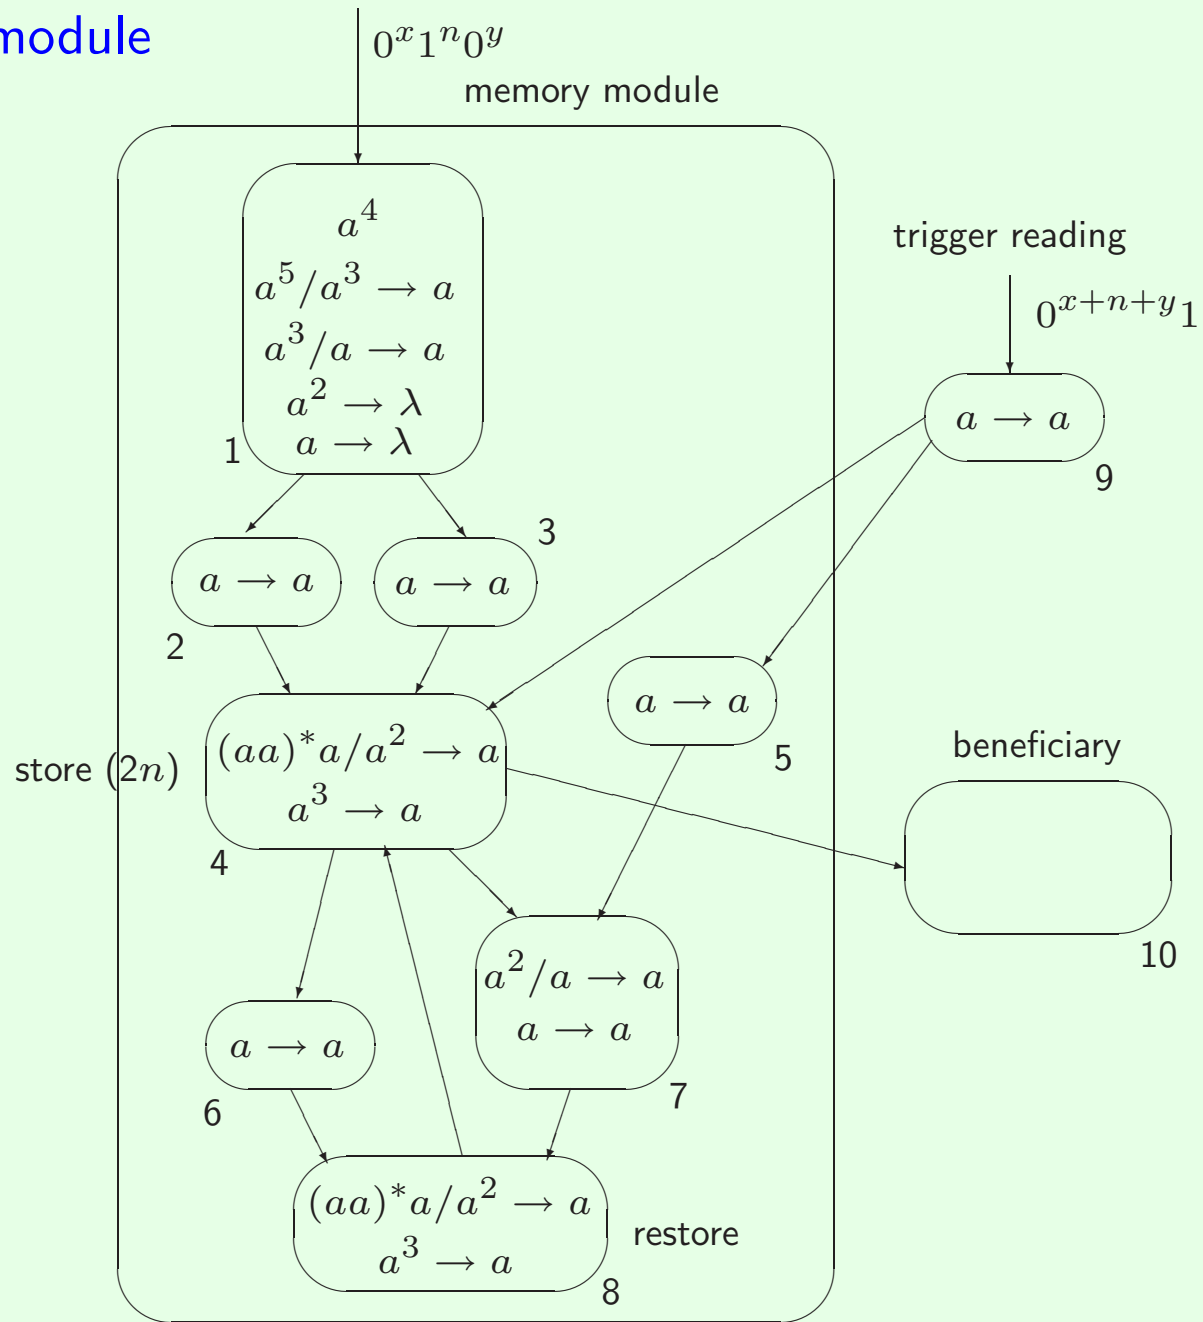 module
0^x 1^n 0^y
memory module
a^4
a^5/a^3 → a
a^3/a → a
a^2 → λ
a → λ
1
trigger reading
0^{x+n+y}1
a → a
9
a → a
2
a → a
3
store (2n)
(aa)^*a/a^2 → a
a^3 → a
4
a → a
5
beneficiary
10
a → a
6
a^2/a → a
a → a
7
(aa)^*a/a^2 → a
a^3 → a
restore
8